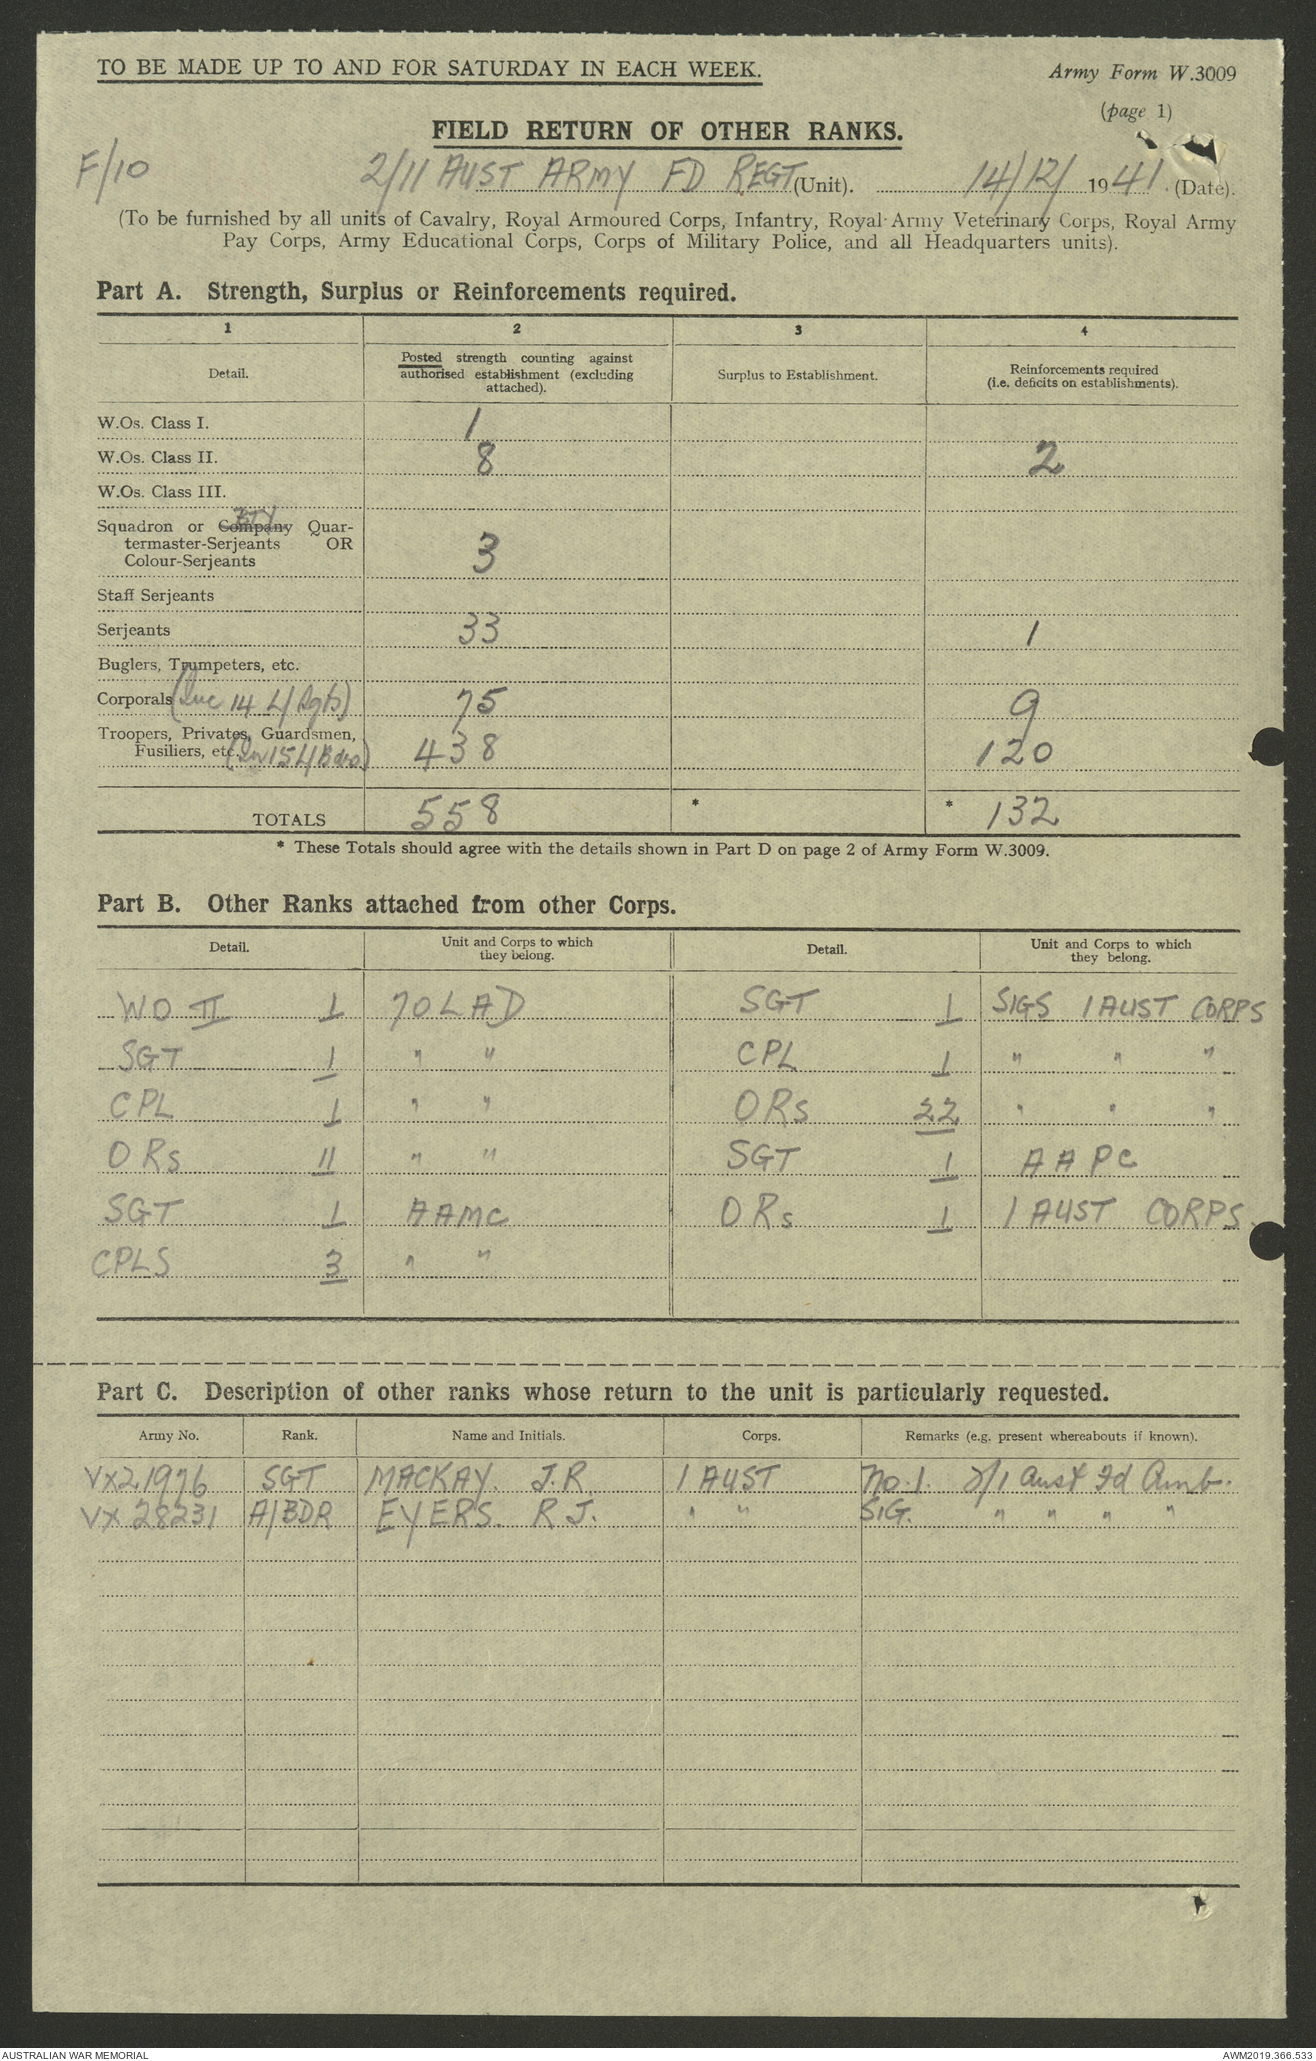 TO BE MADE UP TO AND FOR SATURDAY IN EACH WEEK.
Army Form W.3009
(page 1)
FIELD RETURN OF OTHER RANKS.
F/10 2/11 AUST ARMY FD REGT (Unit). 14/12/ 1941. (Date).
(To be furnished by all units of Cavalry, Royal Armoured Corps, Infantry, Royal Army Veterinary Corps, Royal Army
Pay Corps, Army Educational Corps, Corps of Military Police, and all Headquarters units).
Part A. Strength, Surplus or Reinforcements required.
1 2 3 4
Detail.
Posted strength counting against
authorised establishment (excluding
attached).
Surplus to Establishment.
Reinforcements required
(i.e. deficits on establishments).
W.Os. Class I. 1
W.Os. Class II. 8 2
W.Os. Class III.
BTY
Squadron or Company Quar-
termaster-Serjeants OR
Colour-Serjeants 3
Staff Serjeants
Serjeants 33 1
Buglers, Trumpeters, etc.
Corporals (Inc 14 L/Sgts) 75 9
Troopers, Privates, Guardsmen,
Fusiliers, etc. (Inc 15 L/Bdrs) 438 120
TOTALS 558 * * 132
* These Totals should agree with the details shown in Part D on page 2 of Army Form W.3009.
Part B. Other Ranks attached from other Corps.
Detail.
Unit and Corps to which
they belong.
Detail.
Unit and Corps to which
they belong.
WO II 1 70 LAD SGT 1 SIGS 1 AUST CORPS
SGT 1 " " CPL 1 " " "
CPL 1 " " ORs 22 " " "
ORs 11 " " SGT 1 AAPC
SGT 1 AAMC ORs 1 1 AUST CORPS.
CPLS 3 " "
Part C. Description of other ranks whose return to the unit is particularly requested.
Army No. Rank. Name and Initials. Corps. Remarks (e.g. present whereabouts if known).
VX21976 SGT MACKAY. J.R. 1 AUST No.1. 2/1 Aust Fd Amb.
VX 28231 A/BDR EYERS. R J. " " SIG. " " " "
AUSTRALIAN WAR MEMORIAL
AWM2019.366.533